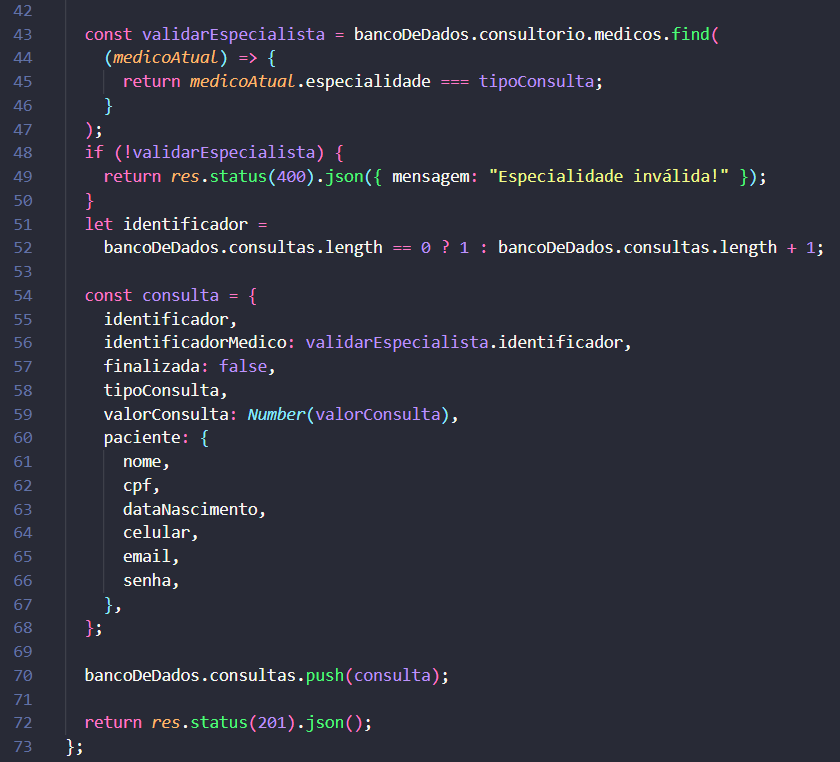 42
43 const validarEspecialista = bancoDeDados.consultorio.medicos.find(
44 (medicoAtual) => {
45 return medicoAtual.especialidade === tipoConsulta;
46 }
47 );
48 if (!validarEspecialista) {
49 return res.status(400).json({ mensagem: "Especialidade inválida!" });
50 }
51 let identificador =
52 bancoDeDados.consultas.length == 0 ? 1 : bancoDeDados.consultas.length + 1;
53
54 const consulta = {
55 identificador,
56 identificadorMedico: validarEspecialista.identificador,
57 finalizada: false,
58 tipoConsulta,
59 valorConsulta: Number(valorConsulta),
60 paciente: {
61 nome,
62 cpf,
63 dataNascimento,
64 celular,
65 email,
66 senha,
67 },
68 };
69
70 bancoDeDados.consultas.push(consulta);
71
72 return res.status(201).json();
73 };